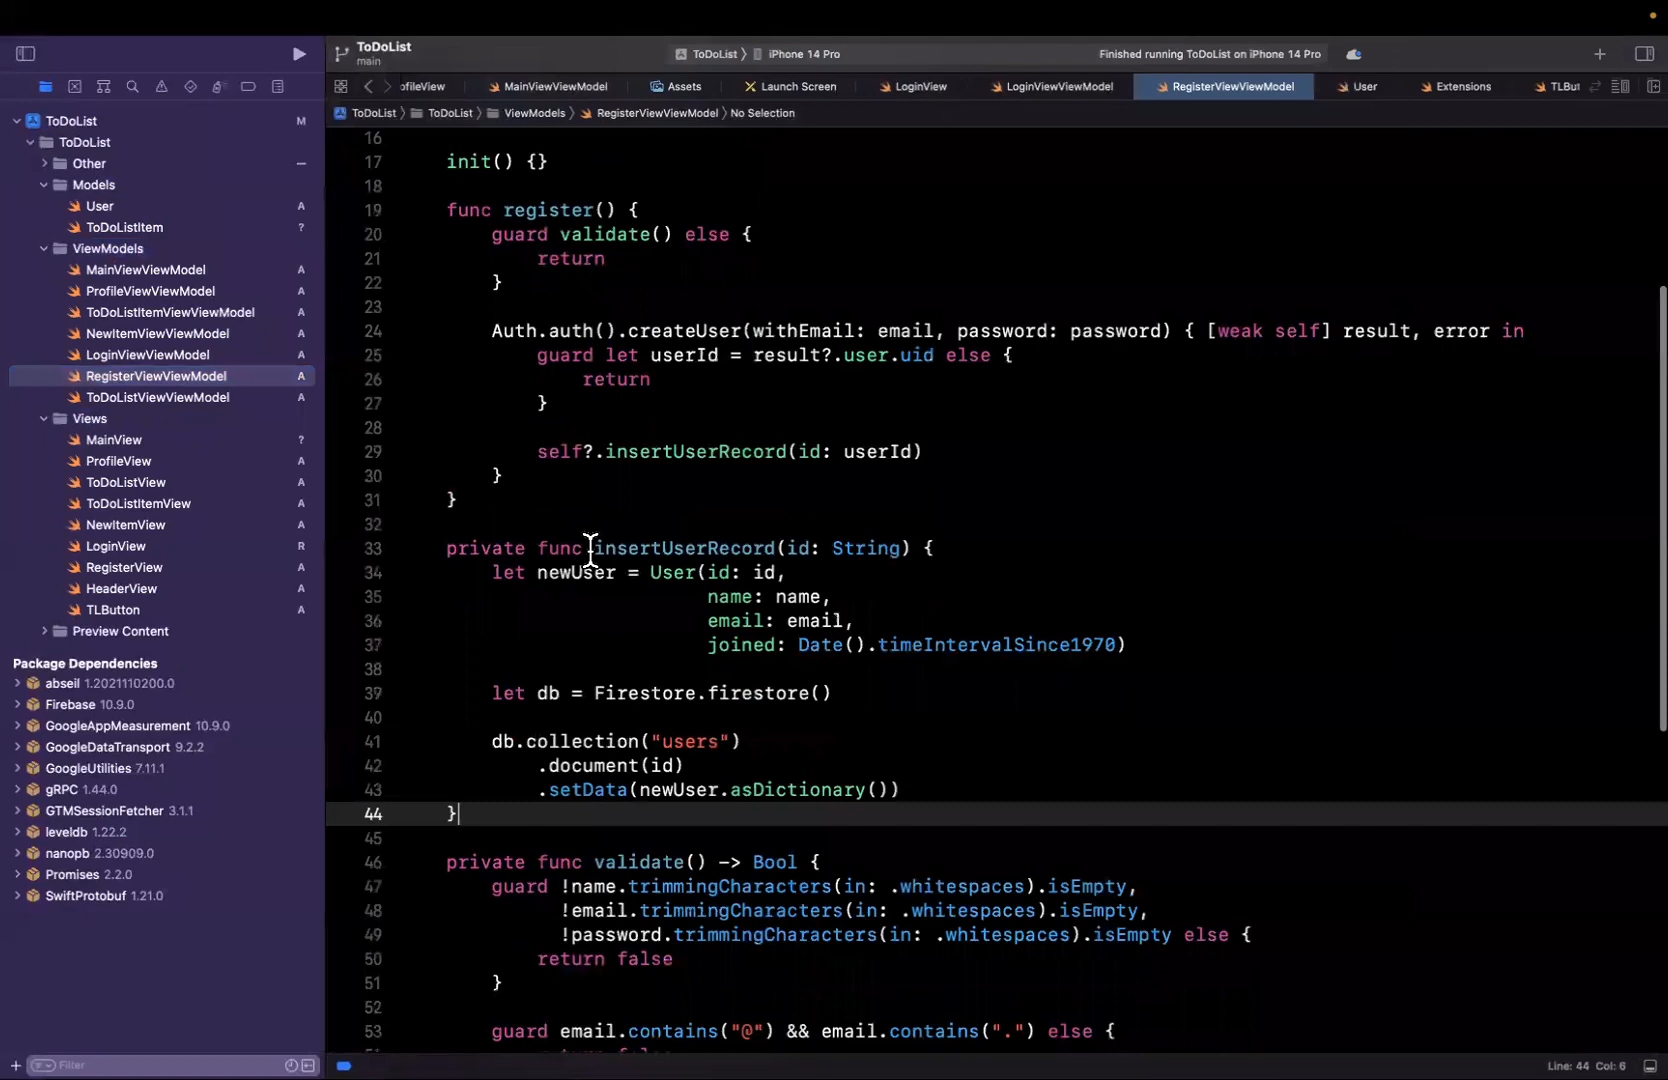 ToDoList
main
ToDoList 〉 iPhone 14 Pro
Finished running ToDoList on iPhone 14 Pro
ofileView
MainViewViewModel
Assets
Launch Screen
LoginView
LoginViewViewModel
RegisterViewViewModel
User
Extensions
TLBut
ToDoList 〉 ToDoList 〉 ViewModels 〉 RegisterViewViewModel 〉 No Selection
ToDoList M
ToDoList
Other –
Models
User A
ToDoListItem ?
ViewModels
MainViewViewModel A
ProfileViewViewModel A
ToDoListItemViewModel A
NewItemViewViewModel A
LoginViewViewModel A
RegisterViewViewModel A
ToDoListViewViewModel A
Views
MainView ?
ProfileView A
ToDoListView A
ToDoListItemView A
NewItemView A
LoginView R
RegisterView A
HeaderView A
TLButton A
Preview Content
Package Dependencies
abseil 1.2021110200.0
Firebase 10.9.0
GoogleAppMeasurement 10.9.0
GoogleDataTransport 9.2.2
GoogleUtilities 7.11.1
gRPC 1.44.0
GTMSessionFetcher 3.1.1
leveldb 1.22.2
nanopb 2.30909.0
Promises 2.2.0
SwiftProtobuf 1.21.0
Filter
16
17 init() {}
18
19 func register() {
20 guard validate() else {
21 return
22 }
23
24 Auth.auth().createUser(withEmail: email, password: password) { [weak self] result, error in
25 guard let userId = result?.user.uid else {
26 return
27 }
28
29 self?.insertUserRecord(id: userId)
30 }
31 }
32
33 private func insertUserRecord(id: String) {
34 let newUser = User(id: id,
35 name: name,
36 email: email,
37 joined: Date().timeIntervalSince1970)
38
39 let db = Firestore.firestore()
40
41 db.collection("users")
42 .document(id)
43 .setData(newUser.asDictionary())
44 }
45
46 private func validate() -> Bool {
47 guard !name.trimmingCharacters(in: .whitespaces).isEmpty,
48 !email.trimmingCharacters(in: .whitespaces).isEmpty,
49 !password.trimmingCharacters(in: .whitespaces).isEmpty else {
50 return false
51 }
52
53 guard email.contains("@") && email.contains(".") else {
Line: 44 Col: 6